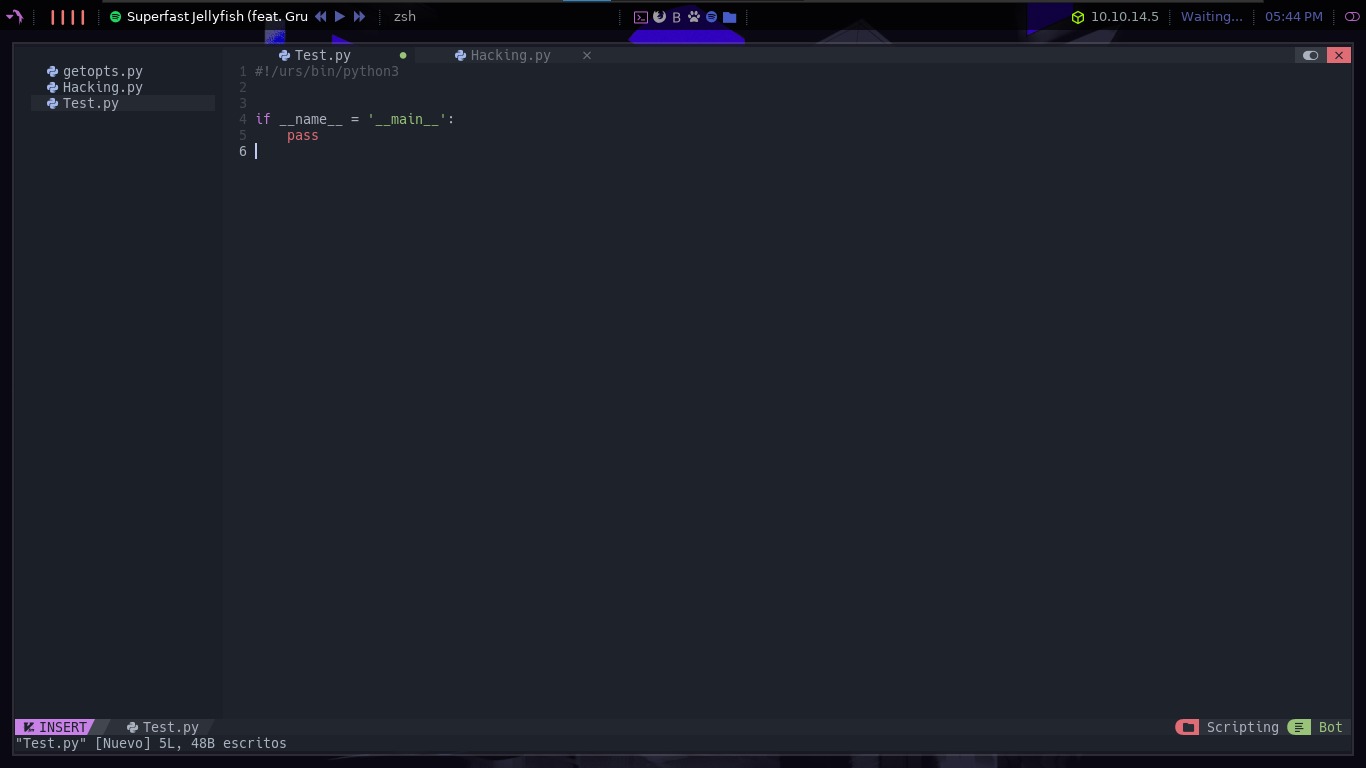 Superfast Jellyfish (feat. Gru
zsh
B
10.10.14.5
Waiting...
05:44 PM
Test.py
Hacking.py
getopts.py
Hacking.py
Test.py
1 #!/urs/bin/python3
2
3
4 if __name__ = '__main__':
5     pass
6
INSERT
Test.py
Scripting
Bot
"Test.py" [Nuevo] 5L, 48B escritos